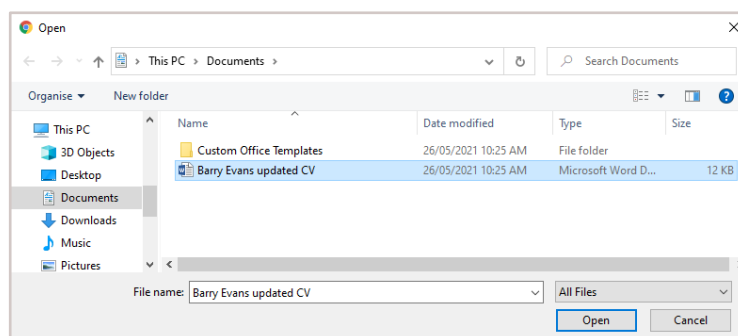 Open
This PC > Documents >
Search Documents
Organise
New folder
Name Date modified Type Size
This PC
3D Objects
Desktop
Documents
Downloads
Music
Pictures
Custom Office Templates 26/05/2021 10:25 AM File folder
Barry Evans updated CV 26/05/2021 10:25 AM Microsoft Word D... 12 KB
File name: Barry Evans updated CV All Files
Open Cancel